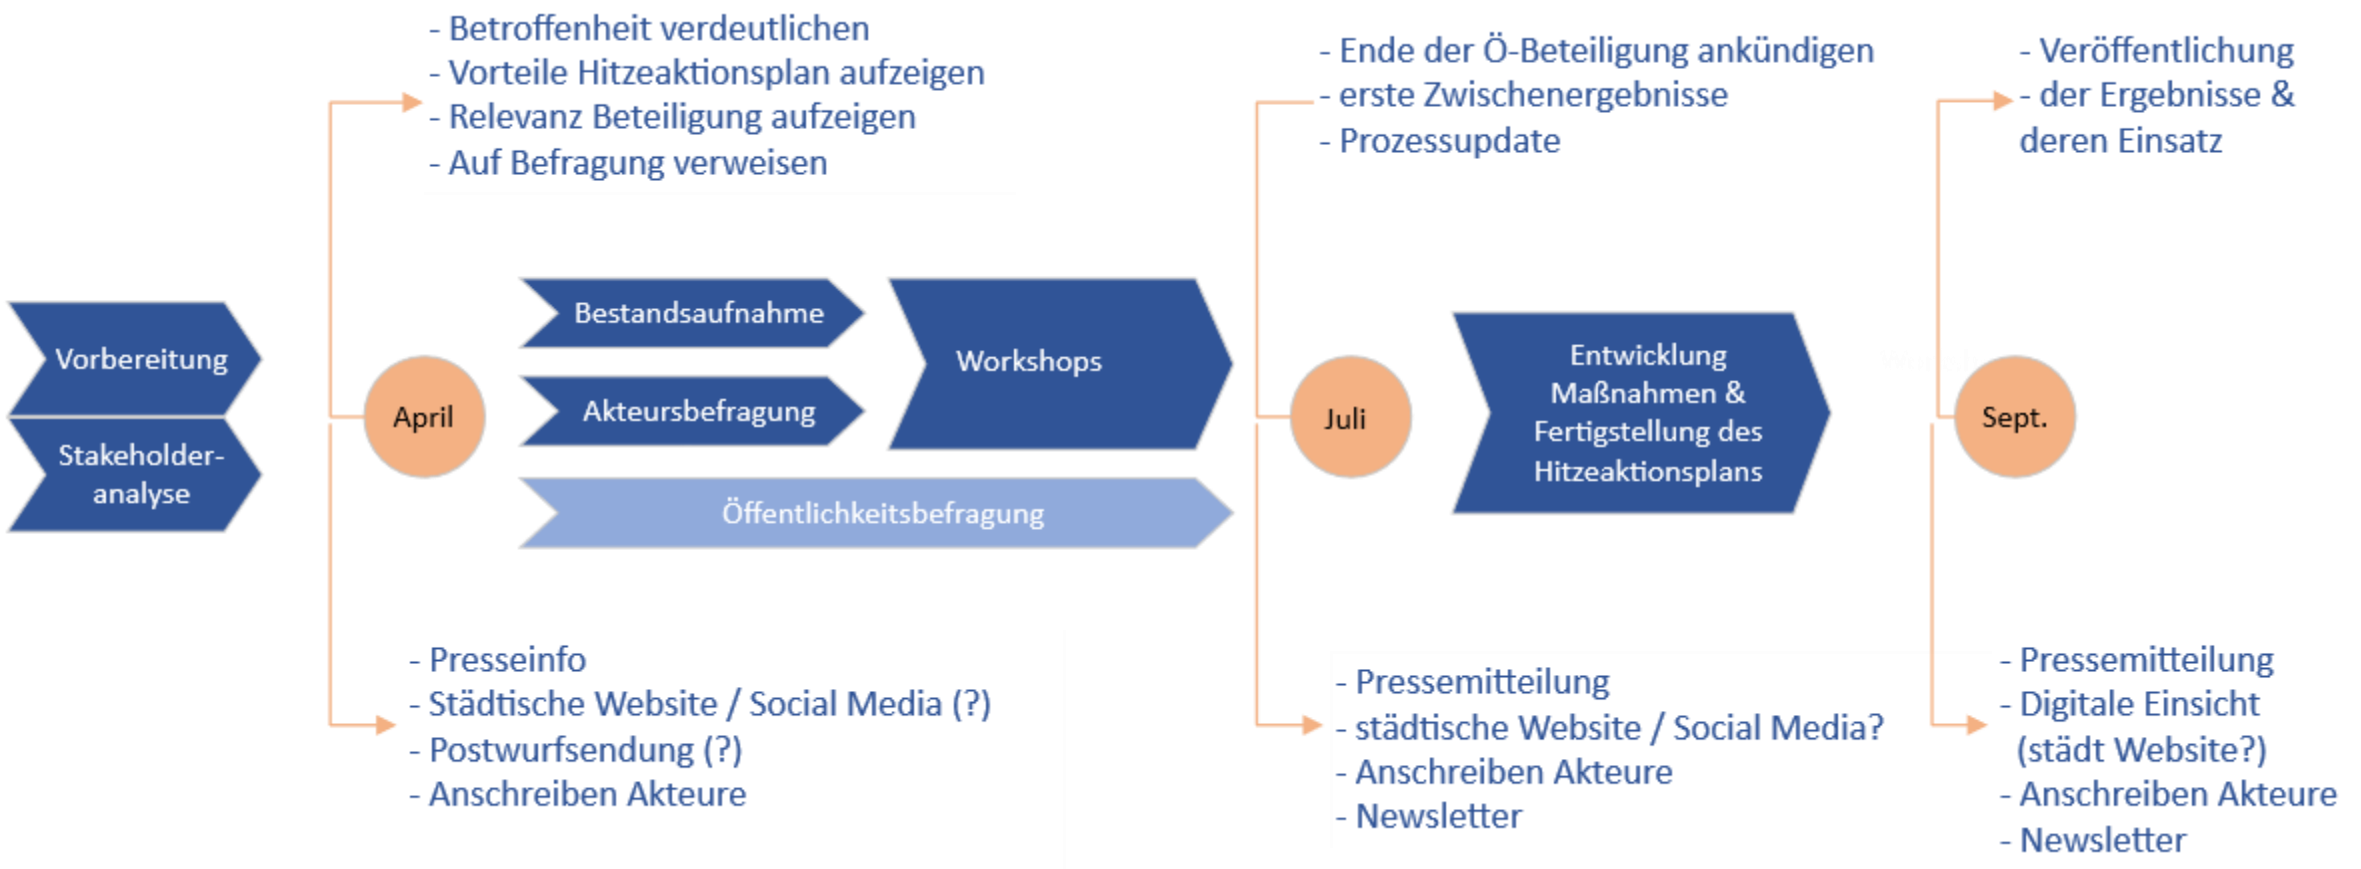 - Betroffenheit verdeutlichen
- Vorteile Hitzeaktionsplan aufzeigen
- Relevanz Beteiligung aufzeigen
- Auf Befragung verweisen
- Ende der Ö-Beteiligung ankündigen
- erste Zwischenergebnisse
- Prozessupdate
- Veröffentlichung
- der Ergebnisse &
deren Einsatz
Vorbereitung
Stakeholder-
analyse
April
Bestandsaufnahme
Akteursbefragung
Workshops
Öffentlichkeitsbefragung
Juli
Entwicklung
Maßnahmen &
Fertigstellung des
Hitzeaktionsplans
Sept.
- Presseinfo
- Städtische Website / Social Media (?)
- Postwurfsendung (?)
- Anschreiben Akteure
- Pressemitteilung
- städtische Website / Social Media?
- Anschreiben Akteure
- Newsletter
- Pressemitteilung
- Digitale Einsicht
(städt Website?)
- Anschreiben Akteure
- Newsletter